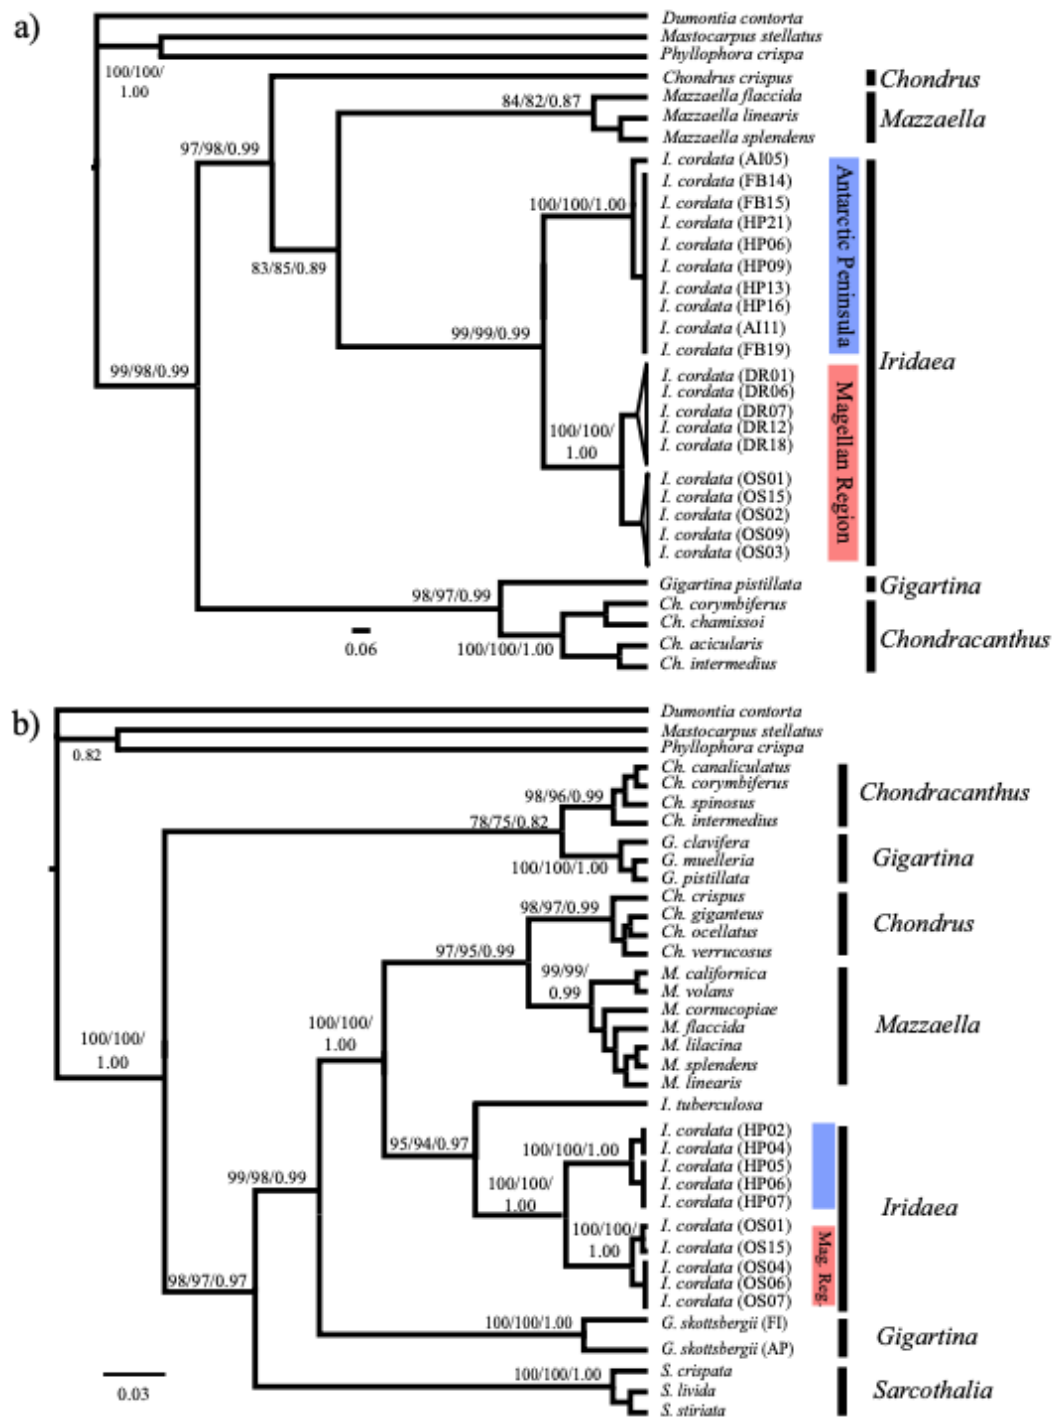 a)
Dumontia contorta
Mastocarpus stellatus
Phyllophora crispa
100/100/
1.00
Chondrus crispus
Chondrus
Mazzaella flaccida
84/82/0.87
Mazzaella linearis
Mazzaella
Mazzaella splendens
97/98/0.99
I. cordata (AI05)
I. cordata (FB14)
100/100/1.00
I. cordata (FB15)
I. cordata (HP21)
I. cordata (HP06)
83/85/0.89
I. cordata (HP09)
I. cordata (HP13)
I. cordata (HP16)
I. cordata (AI11)
99/99/0.99
I. cordata (FB19)
Antarctic Peninsula
Iridaea
99/98/0.99
I. cordata (DR01)
I. cordata (DR06)
I. cordata (DR07)
I. cordata (DR12)
100/100/
1.00
I. cordata (DR18)
I. cordata (OS01)
I. cordata (OS15)
I. cordata (OS02)
I. cordata (OS09)
I. cordata (OS03)
Magellan Region
Gigartina pistillata
Gigartina
98/97/0.99
Ch. corymbiferus
Ch. chamissoi
0.06
100/100/1.00
Ch. acicularis
Chondracanthus
Ch. intermedius
b)
Dumontia contorta
Mastocarpus stellatus
Phyllophora crispa
0.82
Ch. canaliculatus
Ch. corymbiferus
98/96/0.99
Ch. spinosus
Chondracanthus
78/75/0.82
Ch. intermedius
G. clavifera
G. muelleria
Gigartina
100/100/1.00
G. pistillata
Ch. crispus
98/97/0.99
Ch. giganteus
Ch. ocellatus
Chondrus
Ch. verrucosus
97/95/0.99
99/99/
0.99
M. californica
M. volans
M. cornucopiae
M. flaccida
Mazzaella
100/100/
1.00
100/100/
1.00
M. lilacina
M. splendens
M. linearis
I. tuberculosa
I. cordata (HP02)
95/94/0.97
100/100/1.00
I. cordata (HP04)
I. cordata (HP05)
99/98/0.99
100/100/
1.00
I. cordata (HP06)
I. cordata (HP07)
Iridaea
100/100/
1.00
I. cordata (OS01)
I. cordata (OS15)
I. cordata (OS04)
I. cordata (OS06)
I. cordata (OS07)
Mag. Reg.
98/97/0.97
100/100/1.00
G. skottsbergii (FI)
Gigartina
G. skottsbergii (AP)
100/100/1.00
S. crispata
0.03
S. livida
Sarcothalia
S. stiriata